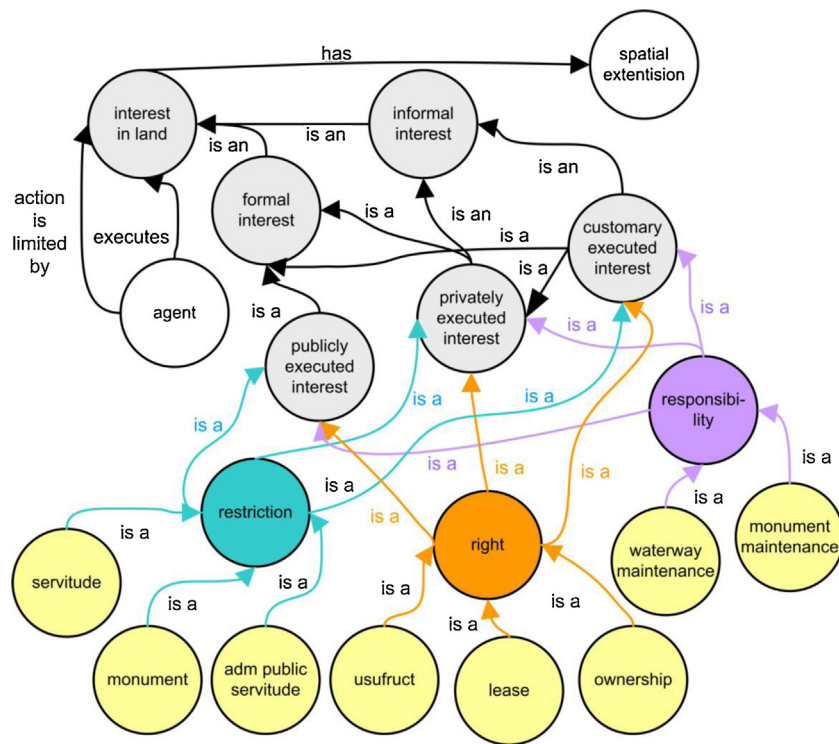 has
spatial
extentision
interest
in land
informal
interest
is an
is an
is an
action
is
limited
by
executes
formal
interest
is a
is an
customary
executed
interest
is a
is a
agent
is a
privately
executed
interest
is a
is a
publicly
executed
interest
is a
is a
is a
responsibi-
lity
is a
is a
is a
restriction
is a
is a
is a
is a
is a
is a
right
waterway
maintenance
monument
maintenance
servitude
is a
is a
is a
is a
is a
monument
adm public
servitude
usufruct
lease
ownership